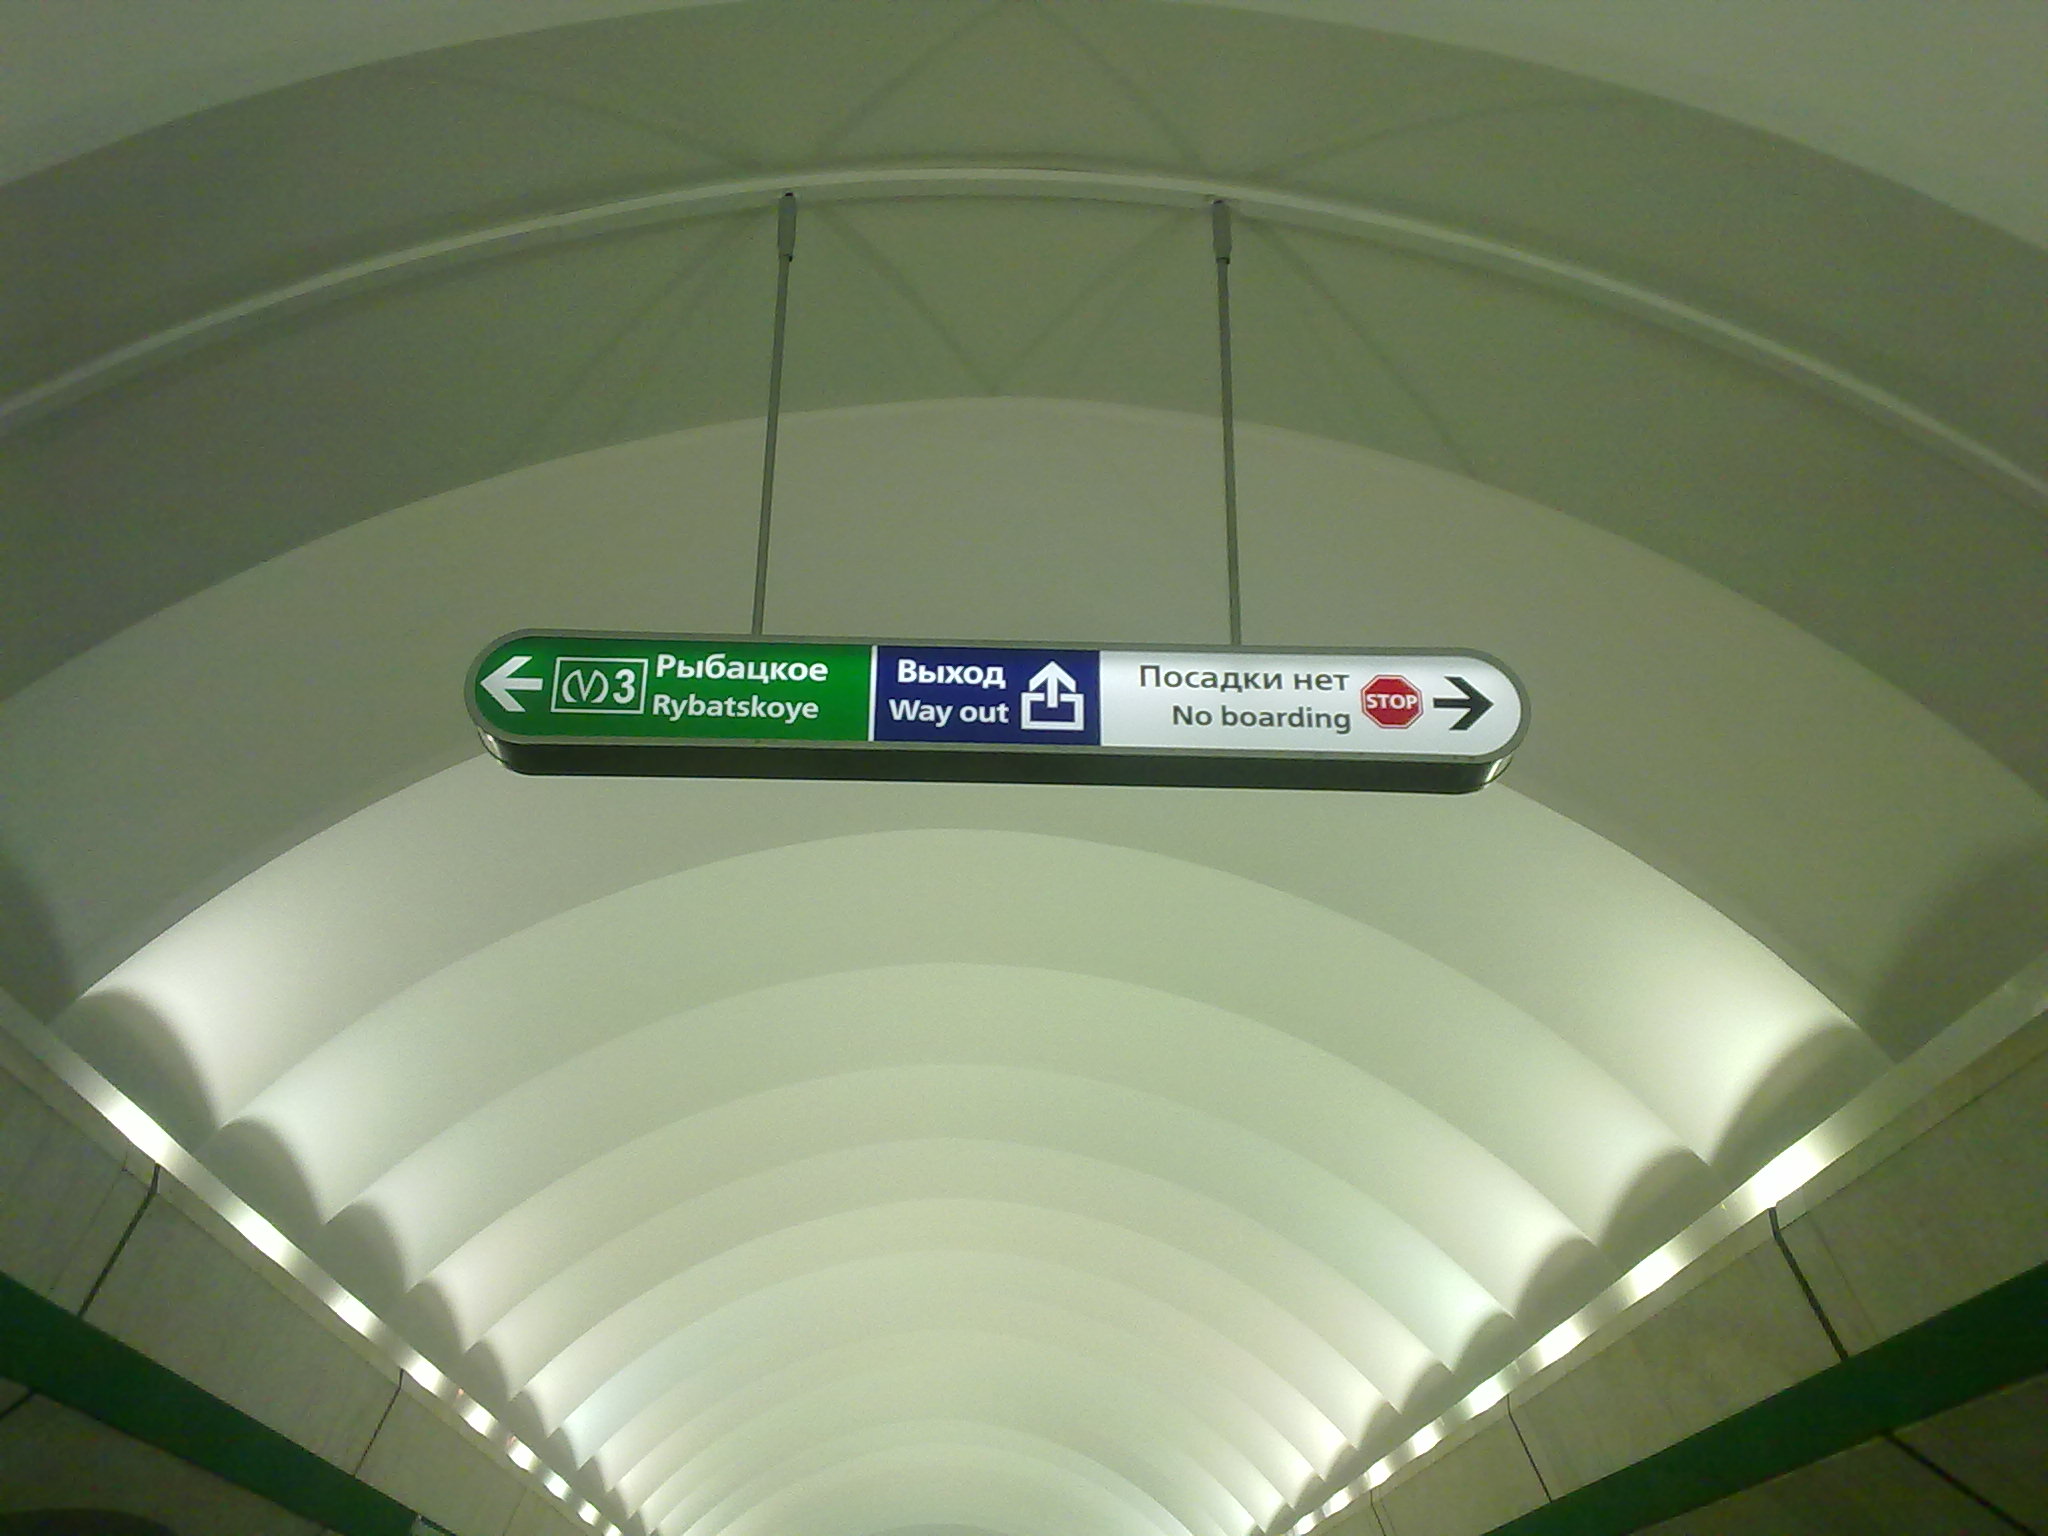 3
Рыбацкое
Rybatskoye
Выход
Way out
Посадки нет
No boarding
STOP